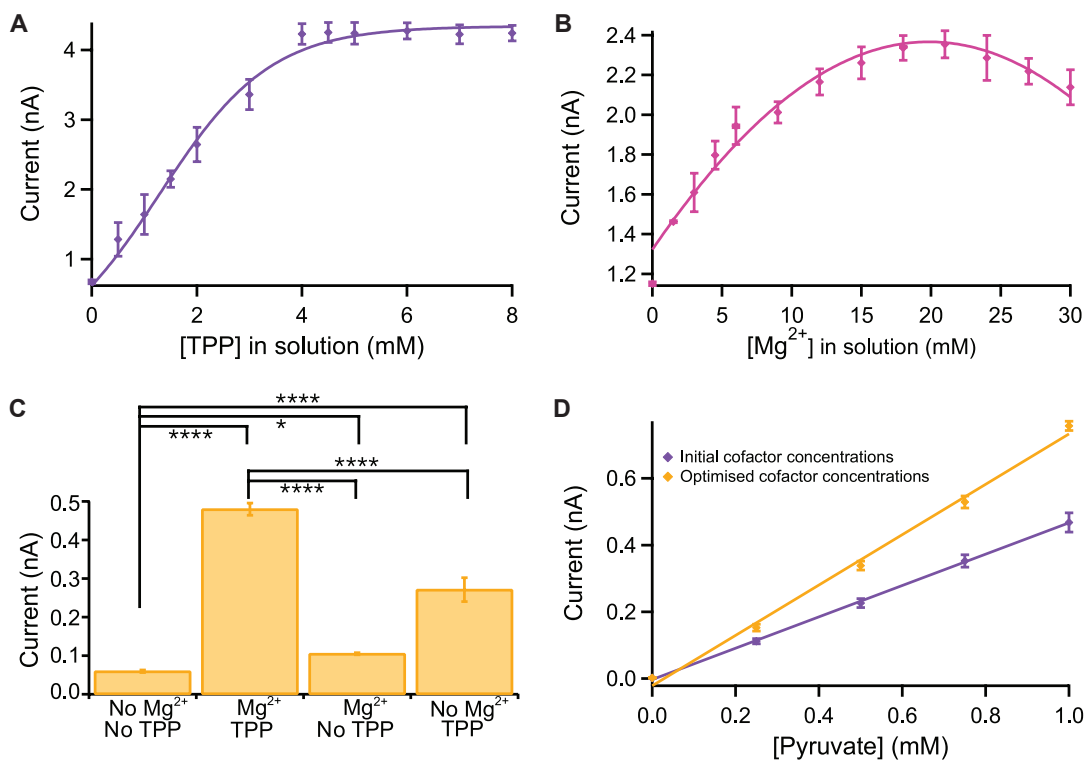 A
Current (nA)
4
3
2
1
0
2
4
6
8
[TPP] in solution (mM)
B
Current (nA)
2.4
2.2
2.0
1.8
1.6
1.4
1.2
0
5
10
15
20
25
30
[Mg²⁺] in solution (mM)
C
****
*
****
****
****
Current (nA)
0.5
0.4
0.3
0.2
0.1
0.0
No Mg²⁺
No TPP
Mg²⁺
TPP
Mg²⁺
No TPP
No Mg²⁺
TPP
D
Initial cofactor concentrations
Optimised cofactor concentrations
Current (nA)
0.6
0.4
0.2
0.0
0.0
0.2
0.4
0.6
0.8
1.0
[Pyruvate] (mM)